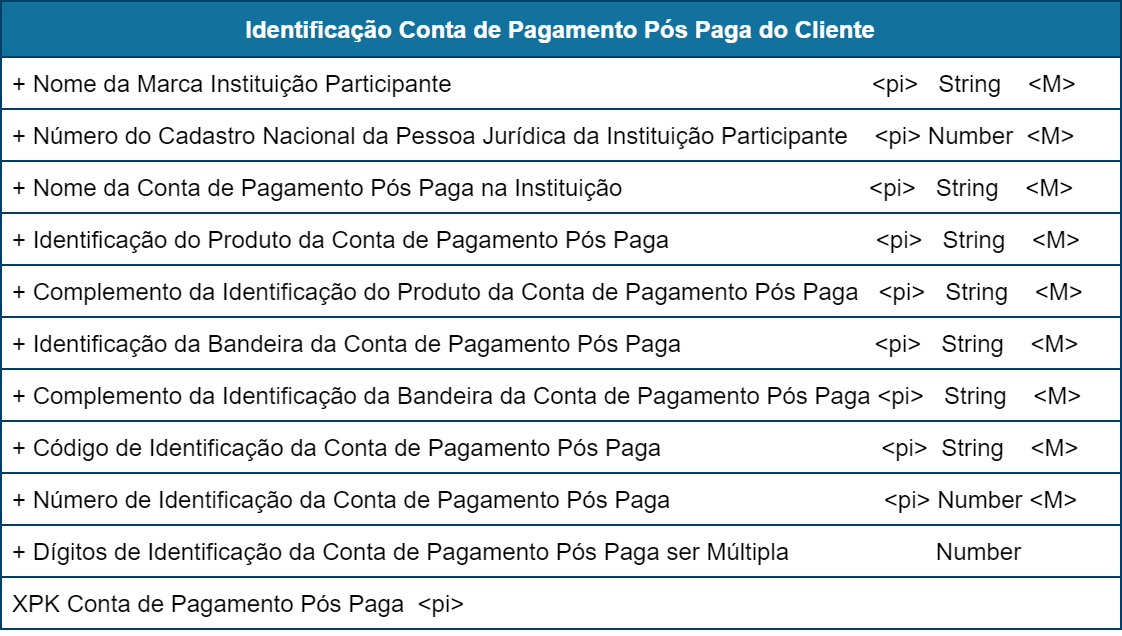 Identificação Conta de Pagamento Pós Paga do Cliente
+ Nome da Marca Instituição Participante <pi> String <M>
+ Número do Cadastro Nacional da Pessoa Jurídica da Instituição Participante <pi> Number <M>
+ Nome da Conta de Pagamento Pós Paga na Instituição <pi> String <M>
+ Identificação do Produto da Conta de Pagamento Pós Paga <pi> String <M>
+ Complemento da Identificação do Produto da Conta de Pagamento Pós Paga <pi> String <M>
+ Identificação da Bandeira da Conta de Pagamento Pós Paga <pi> String <M>
+ Complemento da Identificação da Bandeira da Conta de Pagamento Pós Paga <pi> String <M>
+ Código de Identificação da Conta de Pagamento Pós Paga <pi> String <M>
+ Número de Identificação da Conta de Pagamento Pós Paga <pi> Number <M>
+ Dígitos de Identificação da Conta de Pagamento Pós Paga ser Múltipla Number
XPK Conta de Pagamento Pós Paga <pi>